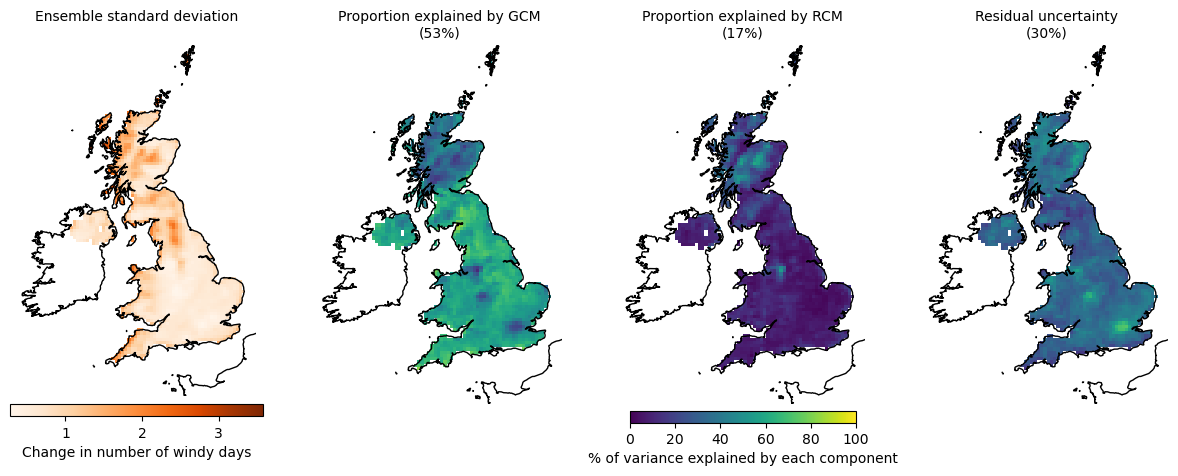 Ensemble standard deviation
Proportion explained by GCM
(53%)
Proportion explained by RCM
(17%)
Residual uncertainty
(30%)
1 2 3
Change in number of windy days
0 20 40 60 80 100
% of variance explained by each component